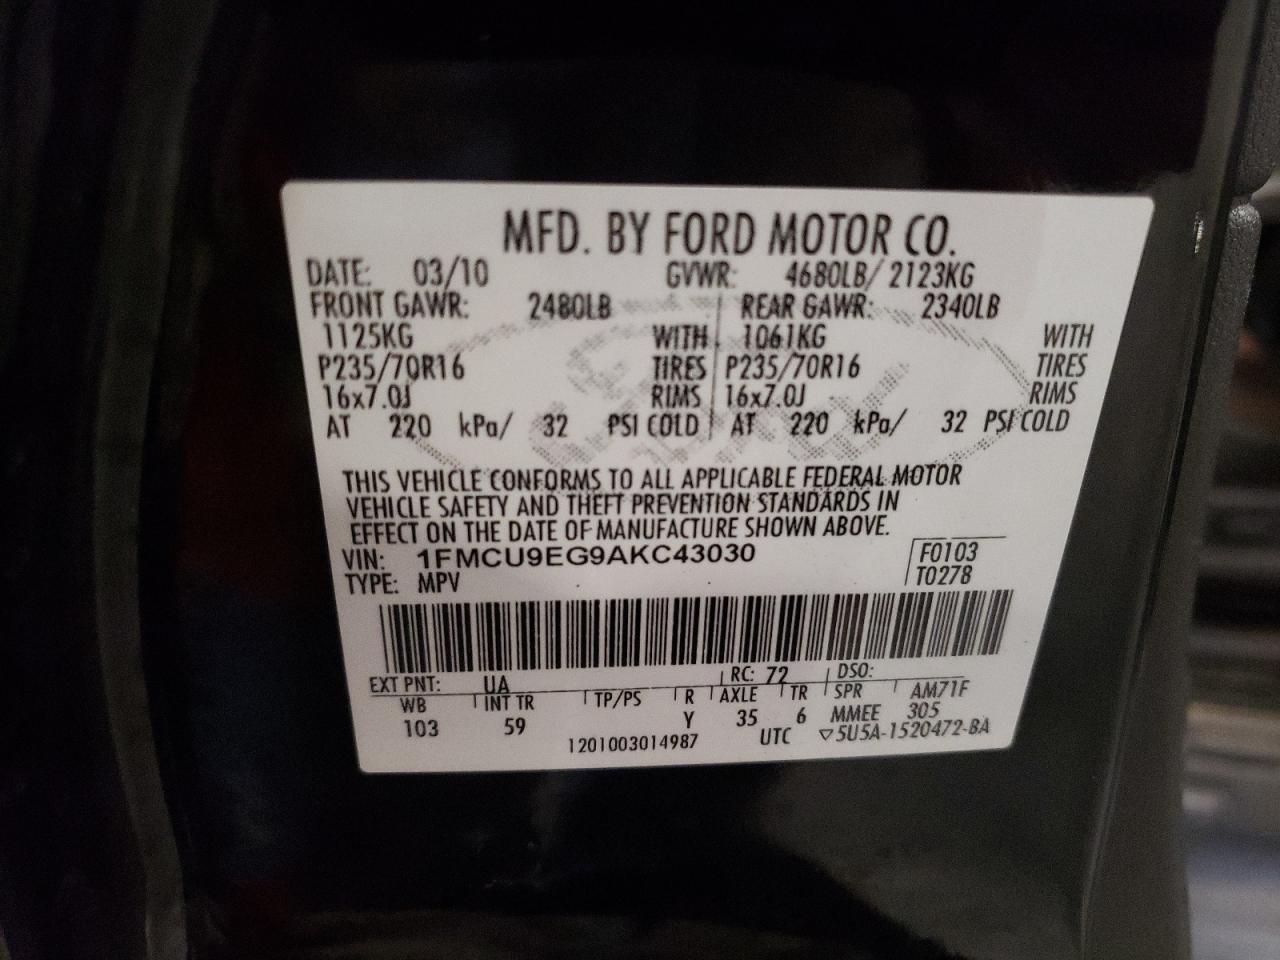 MFD. BY FORD MOTOR CO.
DATE: 03/10 GVWR: 4680LB/ 2123KG
FRONT GAWR: 2480LB REAR GAWR: 2340LB
1125KG WITH 1061KG WITH
P235/70R16 TIRES P235/70R16 TIRES
16x7.0J RIMS 16x7.0J RIMS
AT 220 kPa/ 32 PSI COLD AT 220 kPa/ 32 PSI COLD
THIS VEHICLE CONFORMS TO ALL APPLICABLE FEDERAL MOTOR
VEHICLE SAFETY AND THEFT PREVENTION STANDARDS IN
EFFECT ON THE DATE OF MANUFACTURE SHOWN ABOVE.
VIN: 1FMCU9EG9AKC43030 F0103
TYPE: MPV T0278
EXT PNT: UA RC: 72 DSO:
WB INT TR TP/PS R AXLE TR SPR AM71F
103 59 Y 35 6 MMEE 305
1201003014987 UTC ▽5U5A-1520472-BA